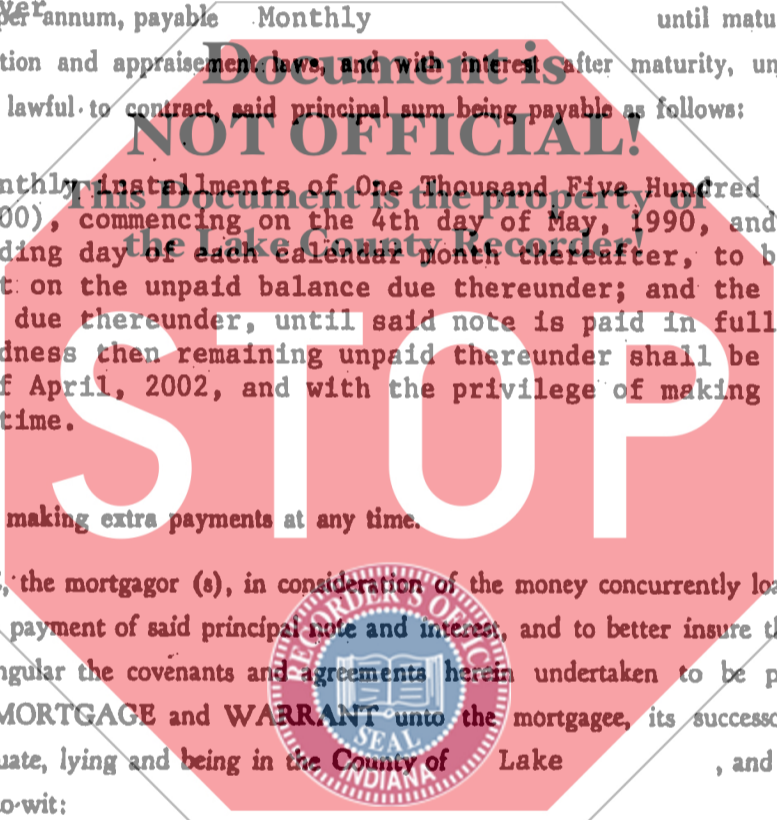 ver
per annum, payable Monthly until matu
tion and appraisement laws, and with interest after maturity, un
lawful to contract, said principal sum being payable as follows:
nthly installments of One Thousand Five Hundred
00), commencing on the 4th day of May, 1990, and
ding day of each calendar month thereafter, to b
t on the unpaid balance due thereunder; and the
due thereunder, until said note is paid in full
dness then remaining unpaid thereunder shall be
f April, 2002, and with the privilege of making
time.
making extra payments at any time.
, the mortgagor (s), in consideration of the money concurrently loa
payment of said principal note and interest, and to better insure th
ngular the covenants and agreements herein undertaken to be p
MORTGAGE and WARRANT unto the mortgagee, its successo
uate, lying and being in the County of Lake , and
o-wit:
Document is
NOT OFFICIAL!
This Document is the property of
the Lake County Recorder!
STOP
RECORDER'S OFFICE
SEAL
INDIANA